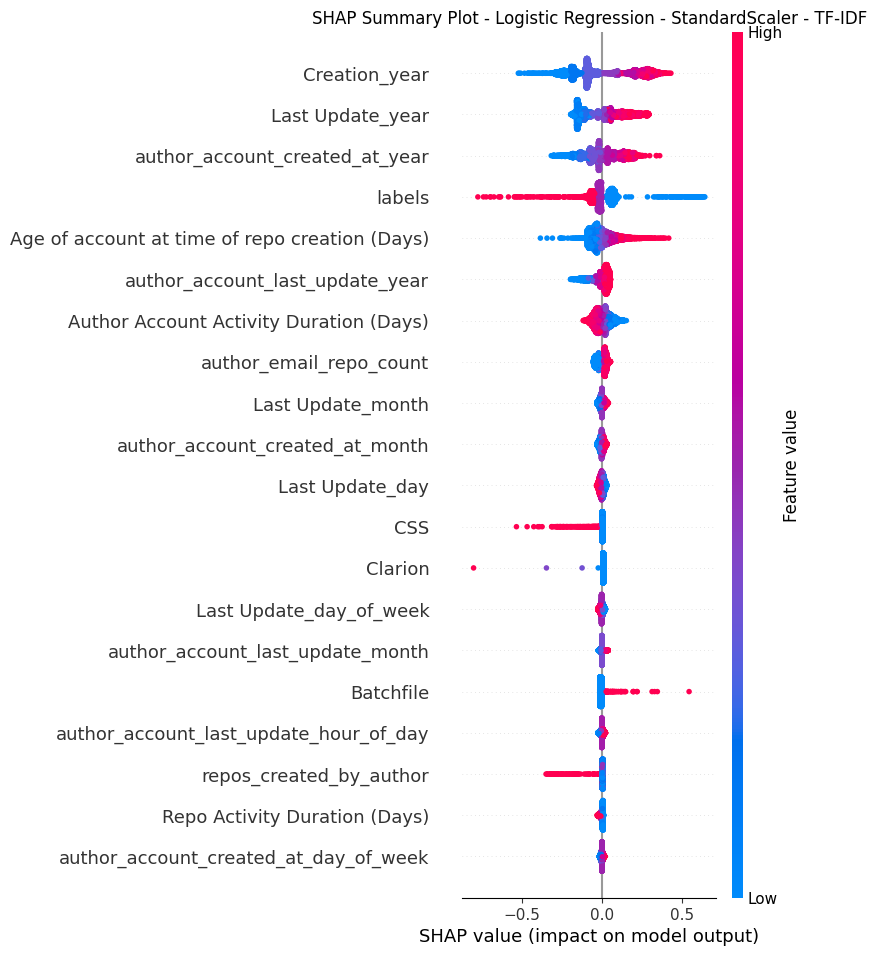 SHAP Summary Plot - Logistic Regression - StandardScaler - TF-IDF
High
Creation_year
Last Update_year
author_account_created_at_year
labels
Age of account at time of repo creation (Days)
author_account_last_update_year
Author Account Activity Duration (Days)
author_email_repo_count
Last Update_month
author_account_created_at_month
Last Update_day
CSS
Clarion
Last Update_day_of_week
author_account_last_update_month
Batchfile
author_account_last_update_hour_of_day
repos_created_by_author
Repo Activity Duration (Days)
author_account_created_at_day_of_week
Feature value
Low
−0.5 0.0 0.5
SHAP value (impact on model output)